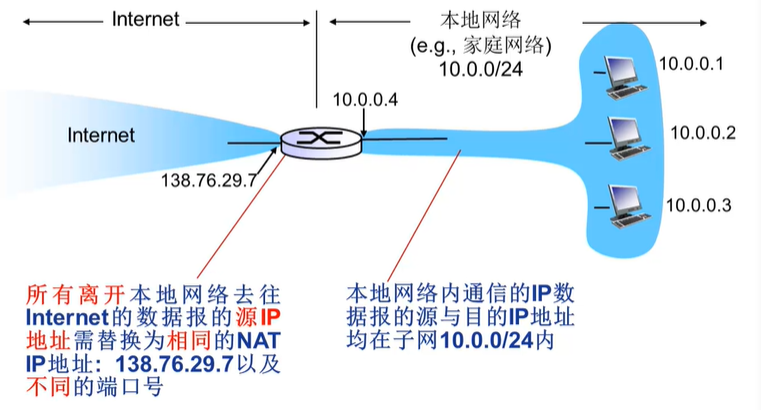 Internet
本地网络
(e.g., 家庭网络)
10.0.0/24
10.0.0.1
10.0.0.4
Internet
10.0.0.2
138.76.29.7
10.0.0.3
所有离开本地网络去往
Internet的数据报的源IP
地址需替换为相同的NAT
IP地址：138.76.29.7以及
不同的端口号
本地网络内通信的IP数
据报的源与目的IP地址
均在子网10.0.0/24内